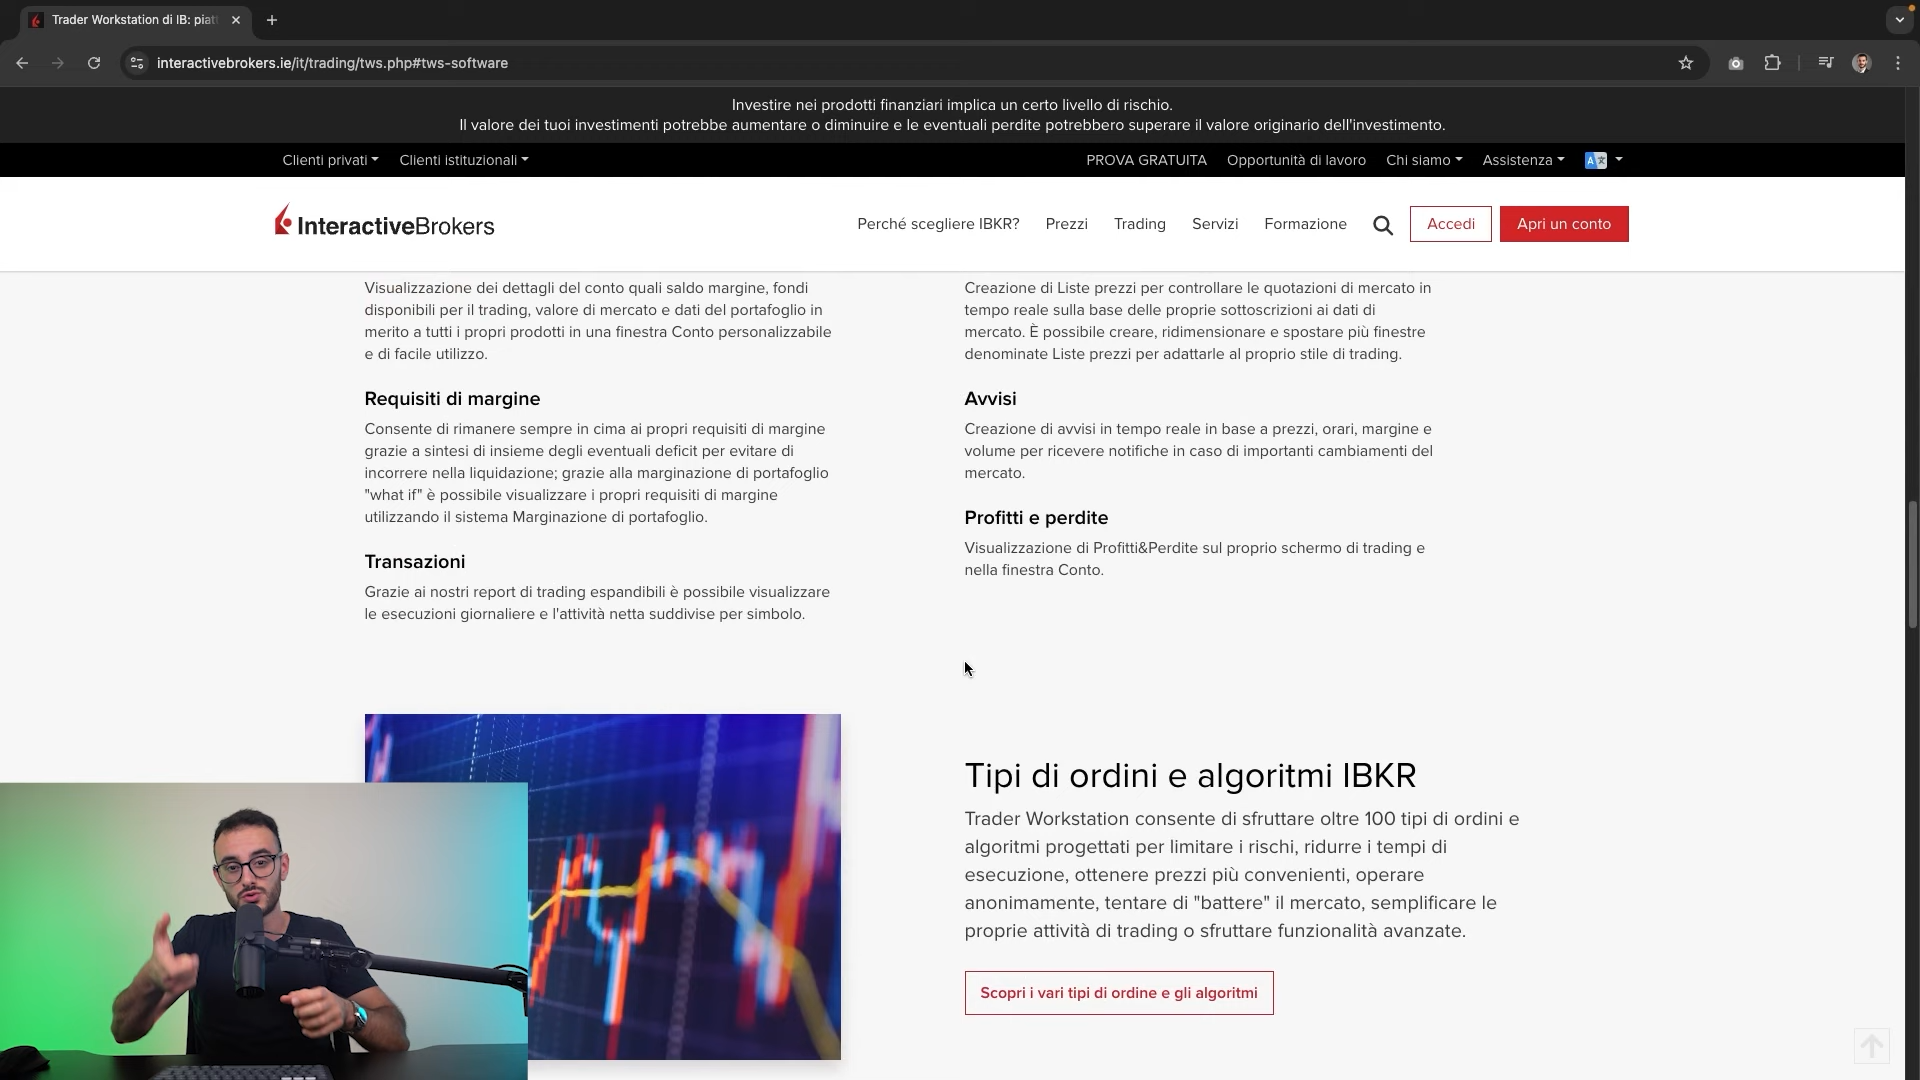 Trader Workstation di IB: piat
interactivebrokers.ie/it/trading/tws.php#tws-software
Investire nei prodotti finanziari implica un certo livello di rischio.
Il valore dei tuoi investimenti potrebbe aumentare o diminuire e le eventuali perdite potrebbero superare il valore originario dell'investimento.
Clienti privati Clienti istituzionali PROVA GRATUITA Opportunità di lavoro Chi siamo Assistenza
InteractiveBrokers Perché scegliere IBKR? Prezzi Trading Servizi Formazione Accedi Apri un conto
Visualizzazione dei dettagli del conto quali saldo margine, fondi
disponibili per il trading, valore di mercato e dati del portafoglio in
merito a tutti i propri prodotti in una finestra Conto personalizzabile
e di facile utilizzo.
Requisiti di margine
Consente di rimanere sempre in cima ai propri requisiti di margine
grazie a sintesi di insieme degli eventuali deficit per evitare di
incorrere nella liquidazione; grazie alla marginazione di portafoglio
"what if" è possibile visualizzare i propri requisiti di margine
utilizzando il sistema Marginazione di portafoglio.
Transazioni
Grazie ai nostri report di trading espandibili è possibile visualizzare
le esecuzioni giornaliere e l'attività netta suddivise per simbolo.
Creazione di Liste prezzi per controllare le quotazioni di mercato in
tempo reale sulla base delle proprie sottoscrizioni ai dati di
mercato. È possibile creare, ridimensionare e spostare più finestre
denominate Liste prezzi per adattarle al proprio stile di trading.
Avvisi
Creazione di avvisi in tempo reale in base a prezzi, orari, margine e
volume per ricevere notifiche in caso di importanti cambiamenti del
mercato.
Profitti e perdite
Visualizzazione di Profitti&Perdite sul proprio schermo di trading e
nella finestra Conto.
Tipi di ordini e algoritmi IBKR
Trader Workstation consente di sfruttare oltre 100 tipi di ordini e
algoritmi progettati per limitare i rischi, ridurre i tempi di
esecuzione, ottenere prezzi più convenienti, operare
anonimamente, tentare di "battere" il mercato, semplificare le
proprie attività di trading o sfruttare funzionalità avanzate.
Scopri i vari tipi di ordine e gli algoritmi